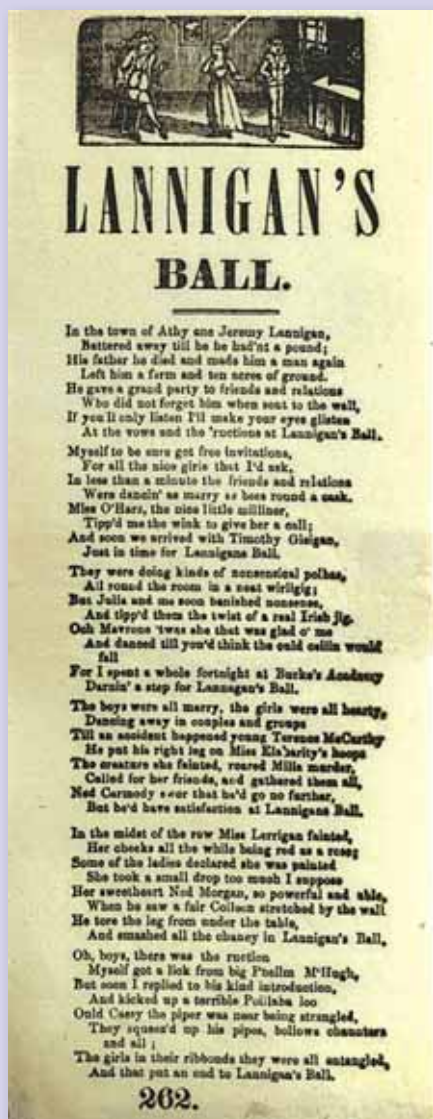 LANNIGAN'S
BALL.
In the town of Athy one Jeremy Lannigan,
Battered away till he he had'nt a pound;
His father he died and made him a man again
Left him a farm and ten acres of ground.
He gave a grand party to friends and relations
Who did not forget him when sent to the wall,
If you'll only listen I'll make your eyes glisten
At the rows and the 'ructions at Lannigan's Ball.
Myself to be sure got free invitations,
For all the nice girls that I'd ask,
In less than a minute the friends and relations
Were dancin' as marry as bees round a cask.
Miss O'Hara, the nice little milliner,
Tipp'd me the wink to give her a call;
And soon we arrived with Timothy
Just in time for Lannigans Ball.
They were doing kinds of nonsensical polkas,
All round the room in a neat wirligig;
But Julia and me soon banished nonsense,
And tipp'd them the twist of a real Irish jig.
Och Mavrone 'twas she that was glad o' me
And danced till you'd think the ould ceilin would
fall
For I spent a whole fortnight at Burke's Academy
Darnin' a step for Lannagan's Ball.
The boys were all marry, the girls were all hearty,
Dancing away in couples and groups
Till an accident happened young Terence McCarthy
He put his right leg on Miss hoops
The creature she fainted, roared Milla murder,
Called for her friends, and gathered them all,
Ned Carmody swor that he'd go no farther,
But he'd have satisfaction at Lannigans Ball.
In the midst of the row Miss Lerrigan fainted,
Her cheeks all the while being red as a rose;
Some of the ladies declared she was painted
She took a small drop too much I suppose
Her sweetheart Ned Morgan, so powerful and able,
When he saw a fair Colleen stretched by the wall
He tore the leg from under the table,
And smashed all the chaney in Lannigan's Ball.
Oh, boys, there was the ruction
Myself got a lick from big M'Hugh,
But soon I replied to his kind introduction,
And kicked up a terrible loo
Ould Casey the piper was near being strangled,
They squeez'd up his pipes, bellows chaunters
and all;
The girls in their ribbonds they were all entangled,
And that put an end to Lannigan's Ball.
262.